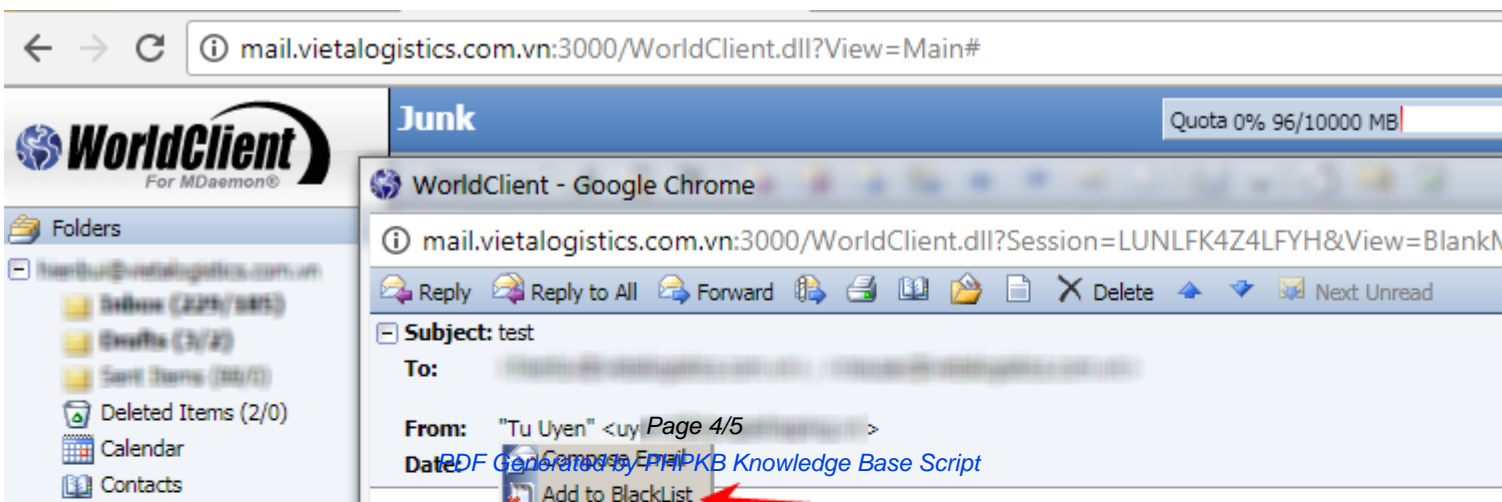 mail.vietalogistics.com.vn:3000/WorldClient.dll?View=Main#
WorldClient
For MDaemon®
Junk
Quota 0% 96/10000 MB
WorldClient - Google Chrome
Folders
mail.vietalogistics.com.vn:3000/WorldClient.dll?Session=LUNLFK4Z4LFYH&View=Blank
Reply Reply to All Forward Delete Next Unread
Subject: test
To:
Deleted Items (2/0)
From: "Tu Uyen" <uy >
Page 4/5
Calendar
Date:
Compose Email
PDF Generated by PHPKB Knowledge Base Script
Contacts
Add to BlackList